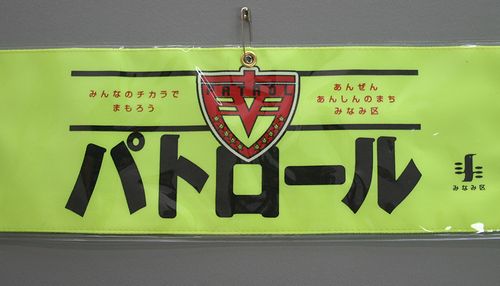 みんなのチカラで
まもろう
PATROL
あんぜん
あんしんのまち
みなみ区
パトロール
みなみ区